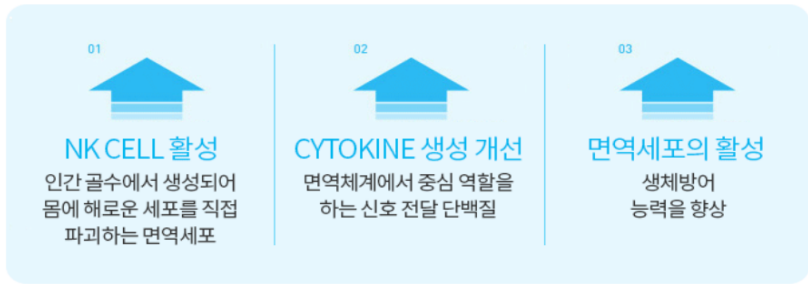 01
NK CELL 활성
인간 골수에서 생성되어
몸에 해로운 세포를 직접
파괴하는 면역세포
02
CYTOKINE 생성 개선
면역체계에서 중심 역할을
하는 신호 전달 단백질
03
면역세포의 활성
생체방어
능력을 향상